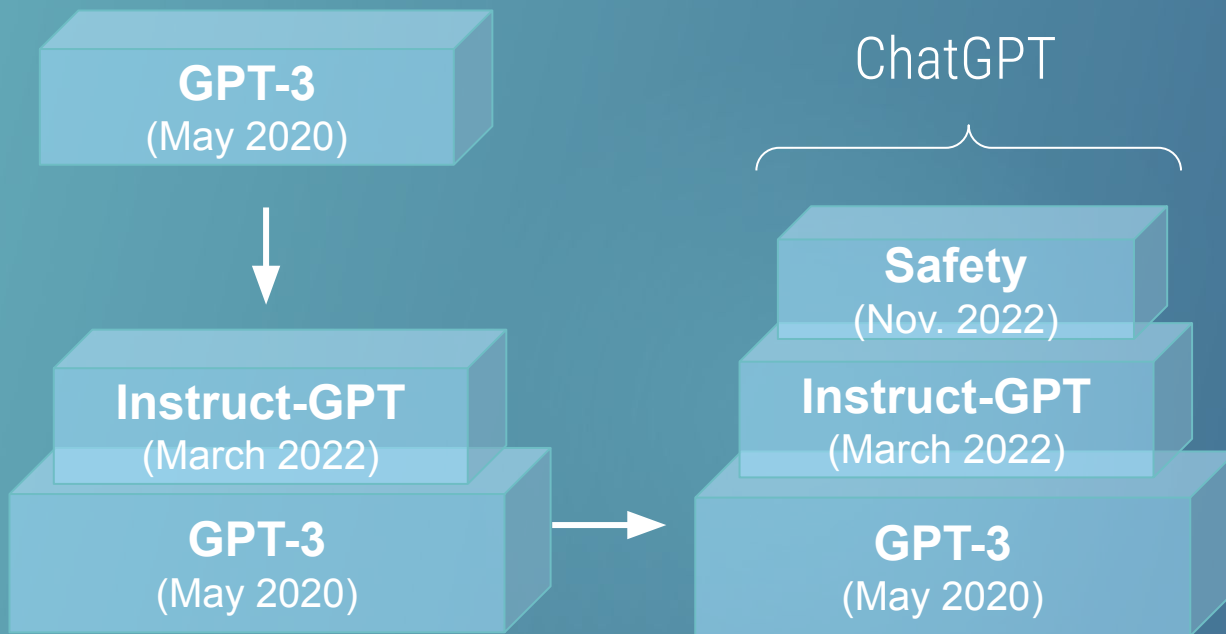 GPT-3
(May 2020)
Instruct-GPT
(March 2022)
GPT-3
(May 2020)
ChatGPT
Safety
(Nov. 2022)
Instruct-GPT
(March 2022)
GPT-3
(May 2020)